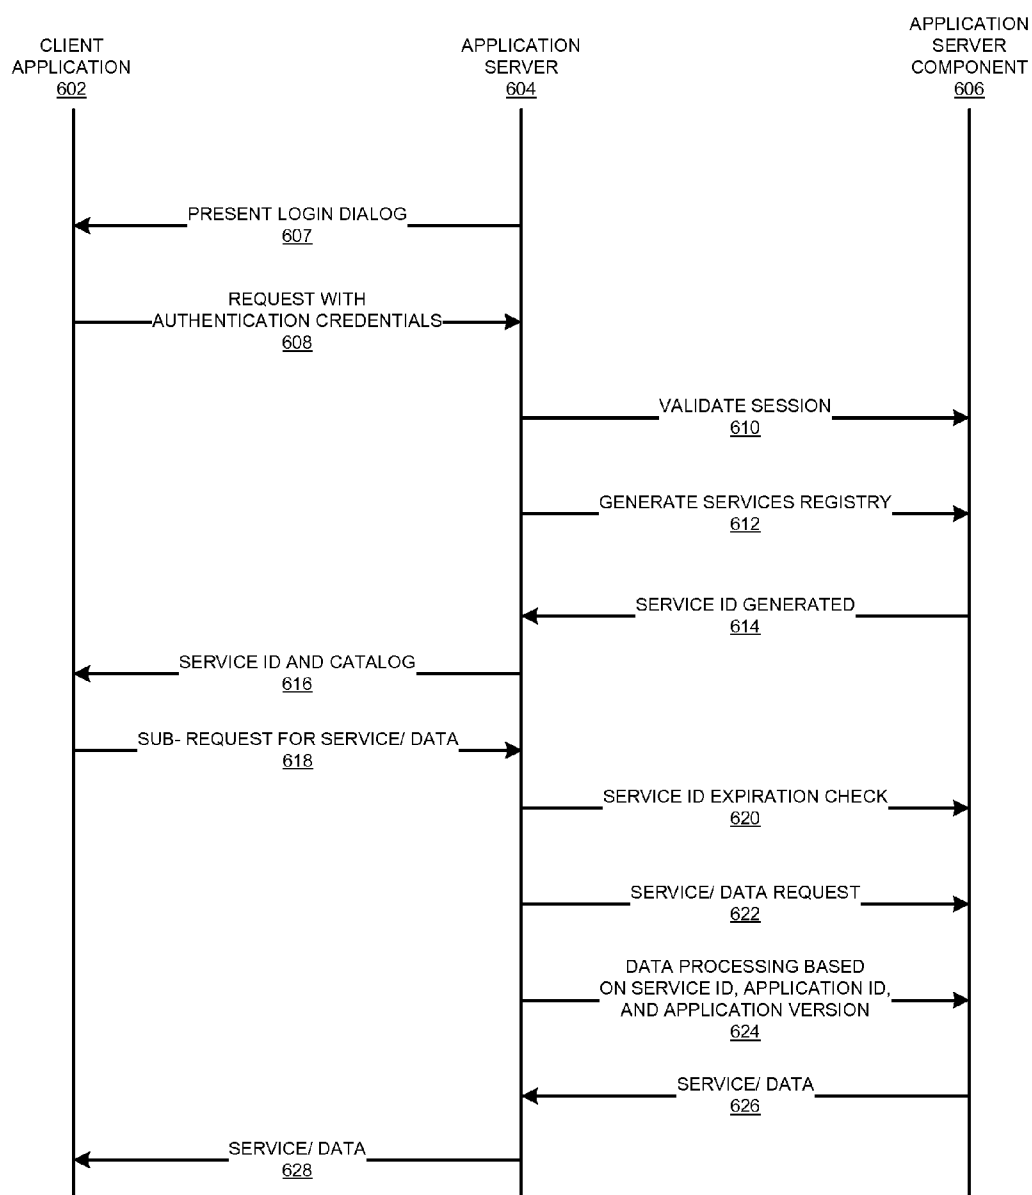 CLIENT
APPLICATION
602
APPLICATION
SERVER
604
APPLICATION
SERVER
COMPONENT
606
PRESENT LOGIN DIALOG
607
REQUEST WITH
AUTHENTICATION CREDENTIALS
608
VALIDATE SESSION
610
GENERATE SERVICES REGISTRY
612
SERVICE ID GENERATED
614
SERVICE ID AND CATALOG
616
SUB- REQUEST FOR SERVICE/ DATA
618
SERVICE ID EXPIRATION CHECK
620
SERVICE/ DATA REQUEST
622
DATA PROCESSING BASED
ON SERVICE ID, APPLICATION ID,
AND APPLICATION VERSION
624
SERVICE/ DATA
626
SERVICE/ DATA
628